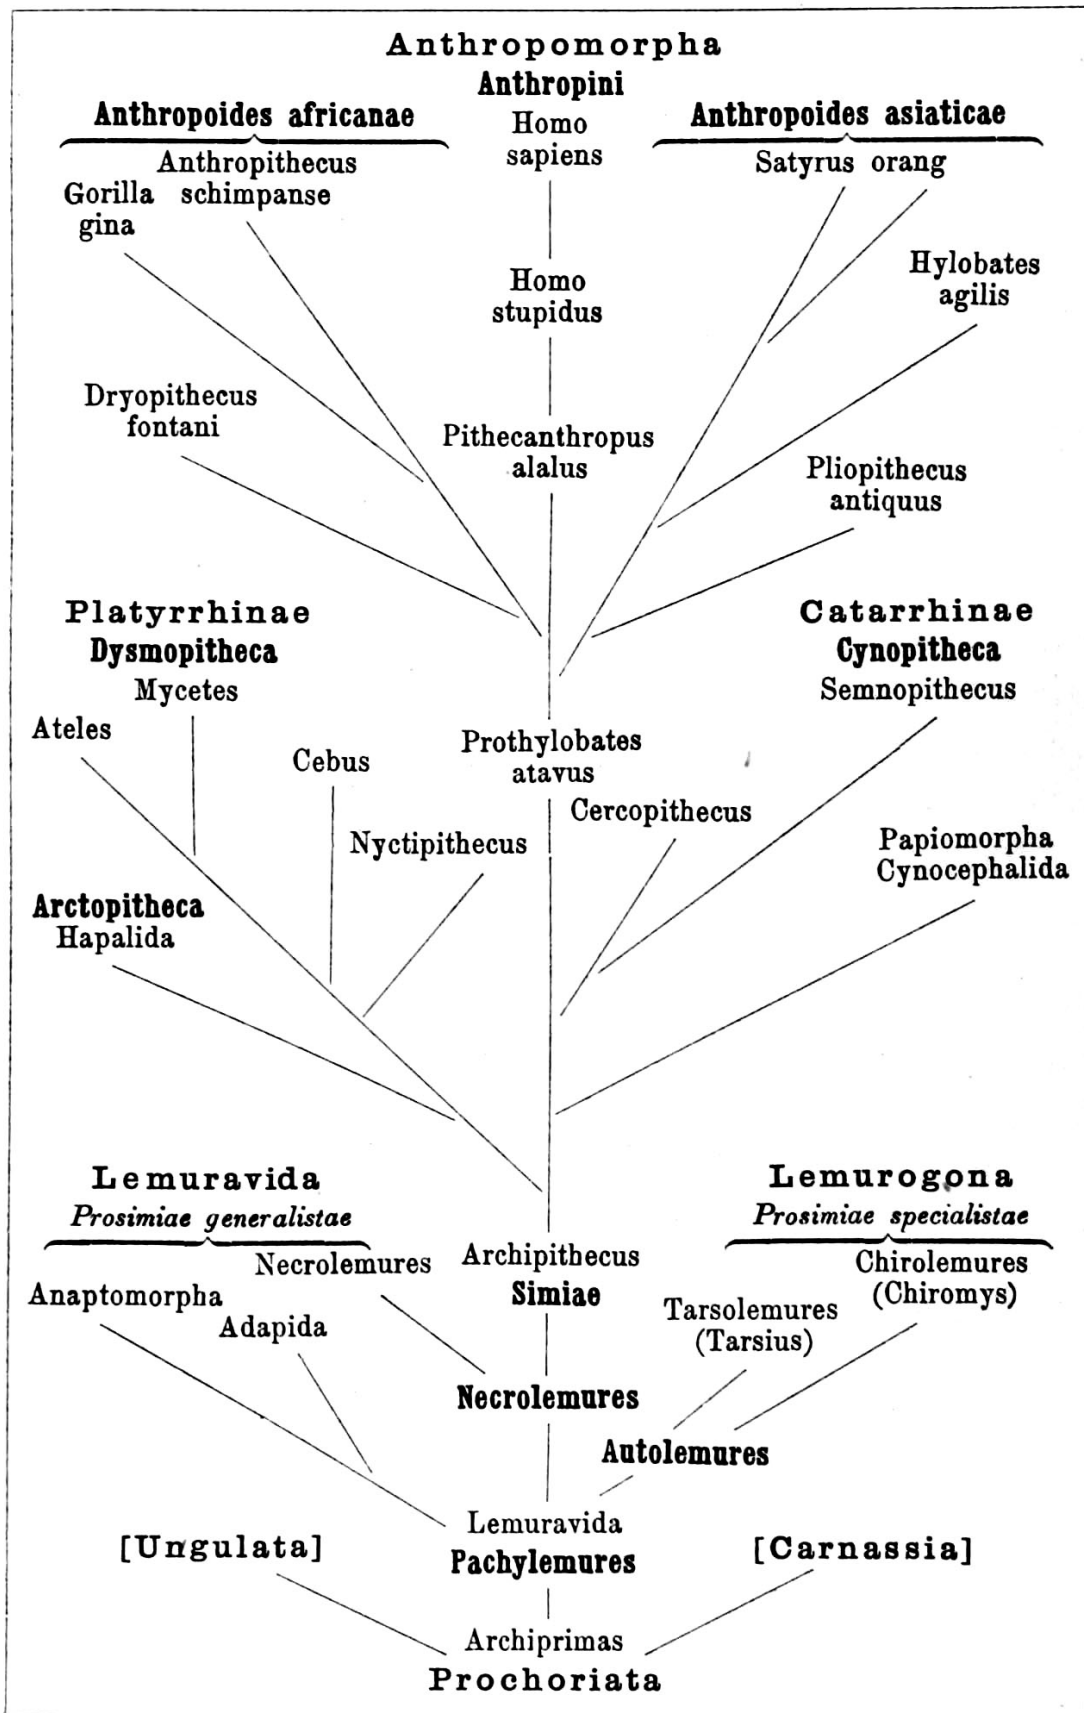 Anthropomorpha
Anthropini
Anthropoides africanae
Anthropoides asiaticae
Homo
sapiens
Anthropithecus
Gorilla schimpanse
gina
Satyrus orang
Homo
stupidus
Hylobates
agilis
Dryopithecus
fontani
Pithecanthropus
alalus
Pliopithecus
antiquus
Platyrrhinae
Dysmopitheca
Mycetes
Catarrhinae
Cynopitheca
Semnopithecus
Ateles
Cebus
Prothylobates
atavus
Nyctipithecus
Cercopithecus
Papiomorpha
Cynocephalida
Arctopitheca
Hapalida
Lemuravida
Prosimiae generalistae
Lemurogona
Prosimiae specialistae
Necrolemures
Anaptomorpha
Adapida
Archipithecus
Simiae
Chirolemures
(Chiromys)
Tarsolemures
(Tarsius)
Necrolemures
Autolemures
Lemuravida
Pachylemures
[Ungulata]
[Carnassia]
Archiprimas
Prochoriata